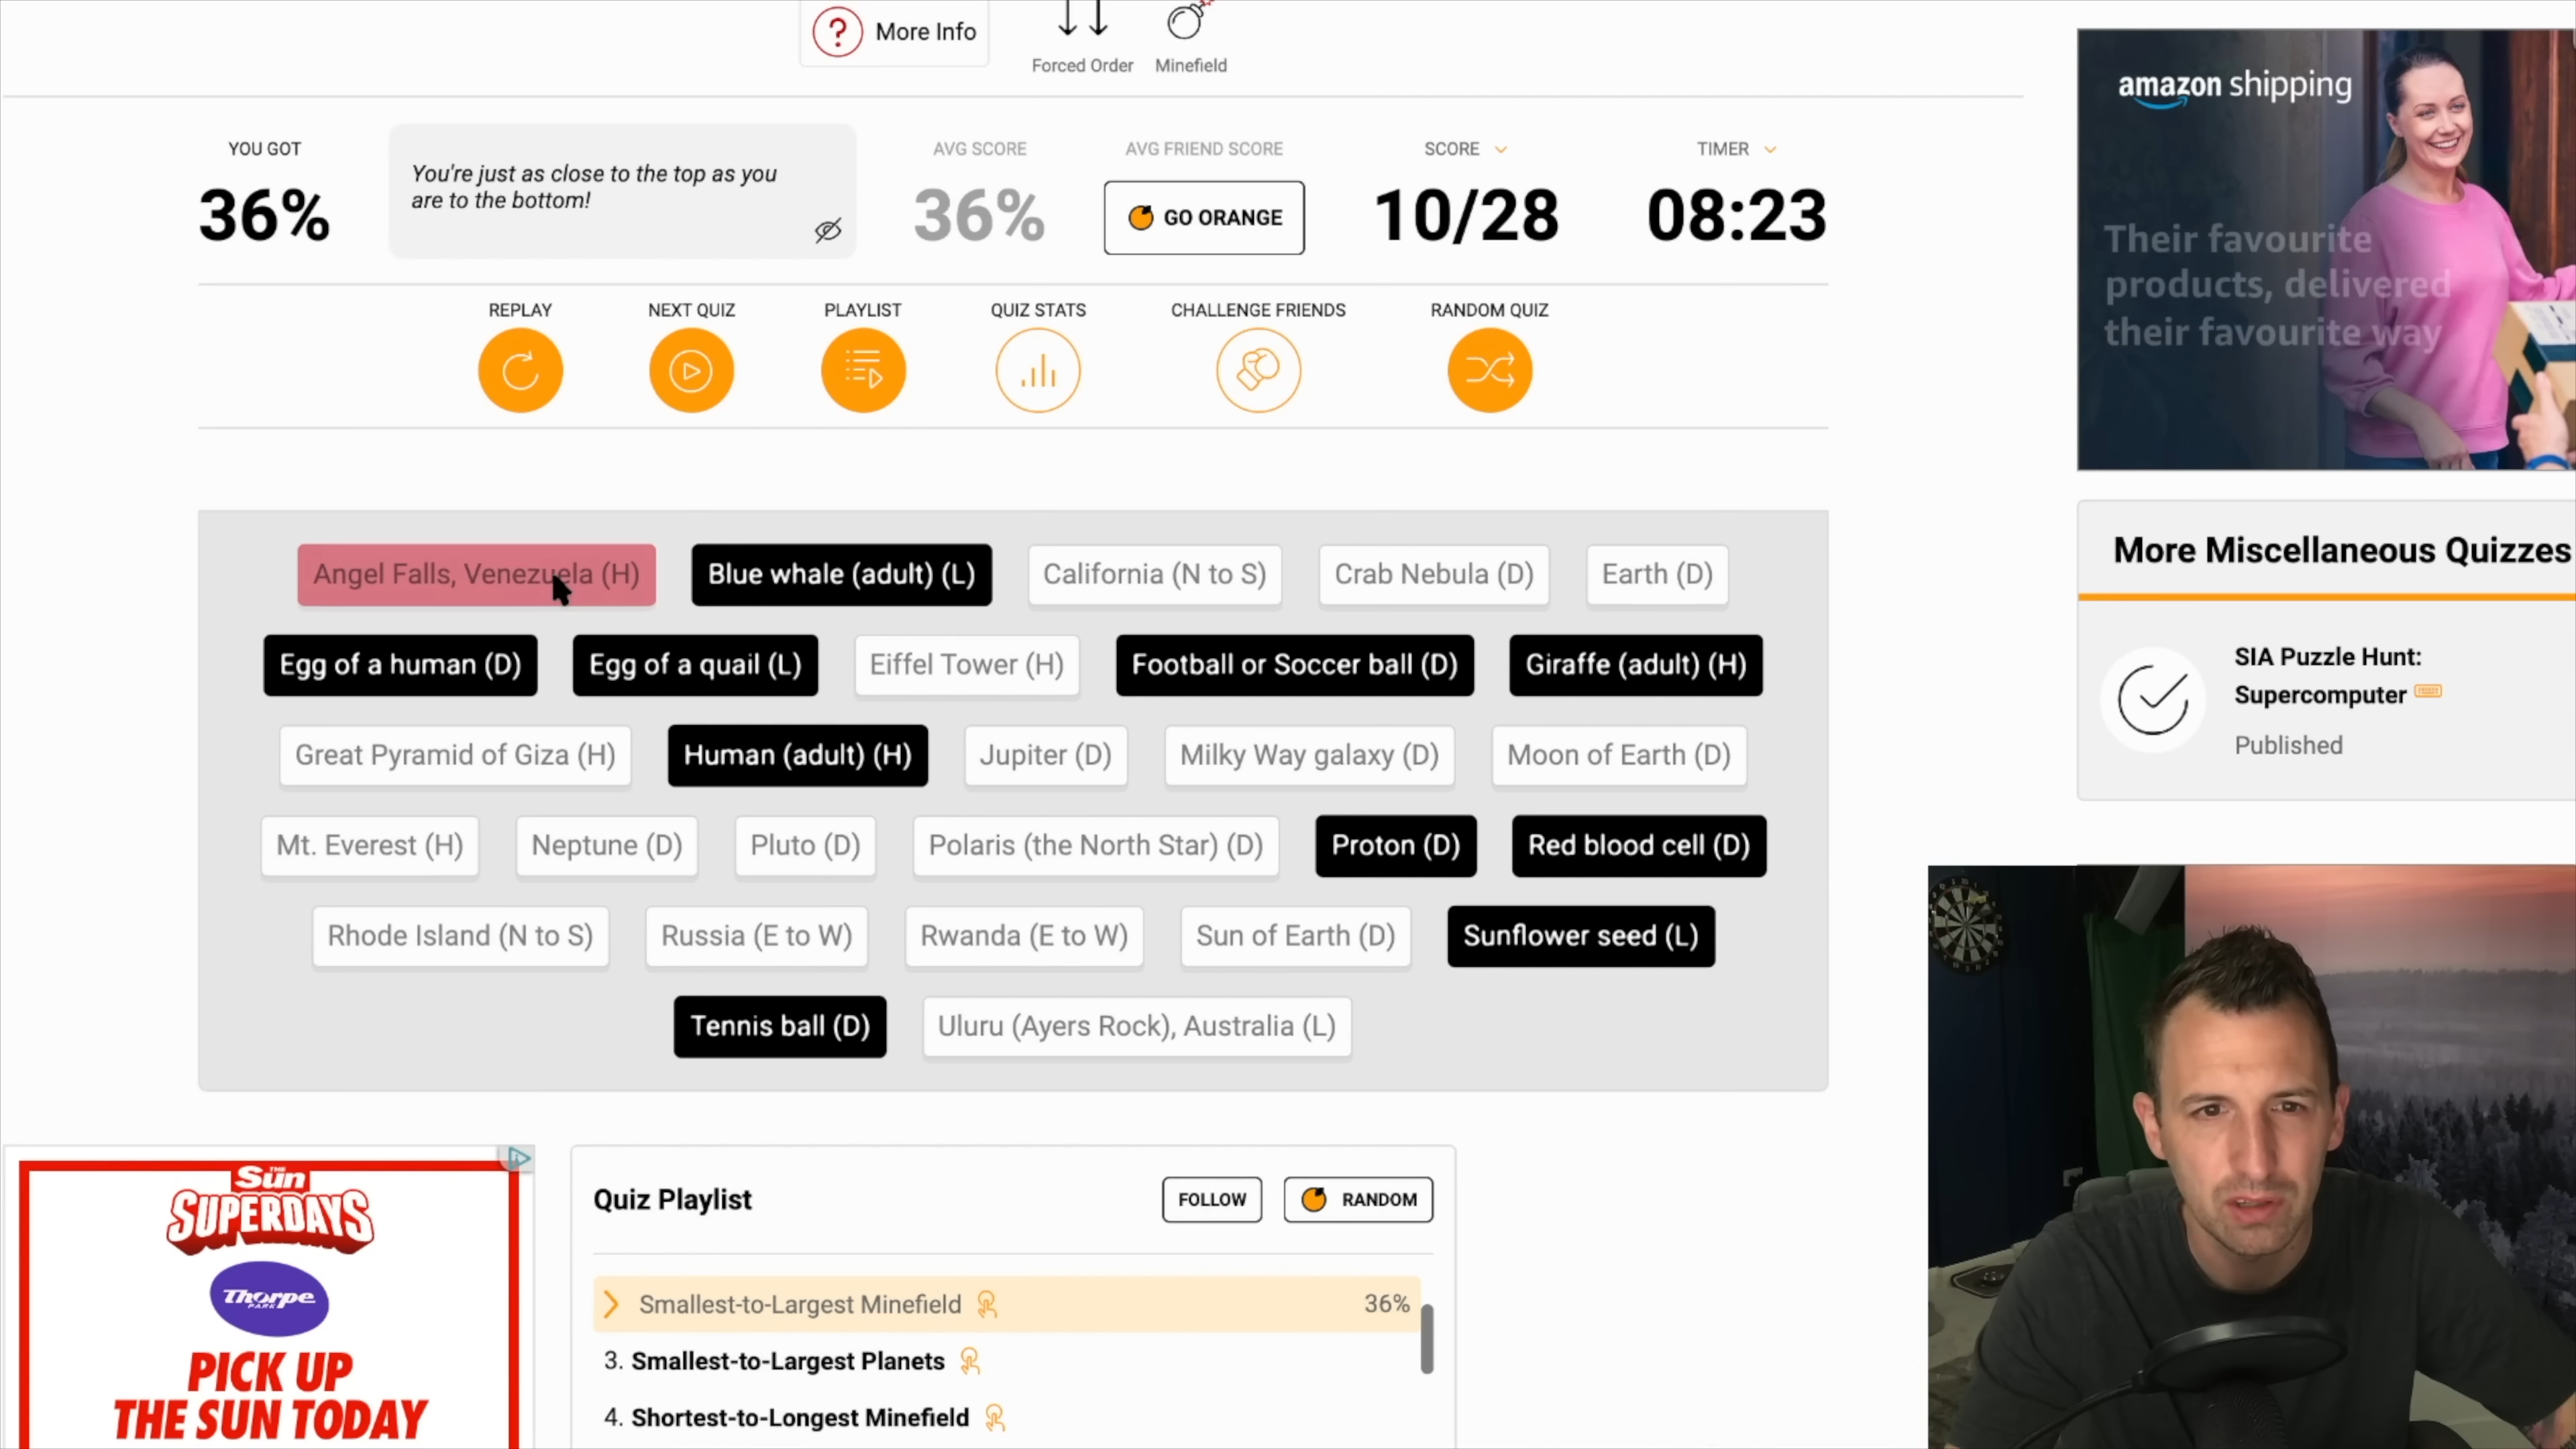 More Info
Forced Order
Minefield
YOU GOT
36%
You're just as close to the top as you
are to the bottom!
AVG SCORE
36%
AVG FRIEND SCORE
GO ORANGE
SCORE
10/28
TIMER
08:23
REPLAY
NEXT QUIZ
PLAYLIST
QUIZ STATS
CHALLENGE FRIENDS
RANDOM QUIZ
Angel Falls, Venezuela (H)
Blue whale (adult) (L)
California (N to S)
Crab Nebula (D)
Earth (D)
Egg of a human (D)
Egg of a quail (L)
Eiffel Tower (H)
Football or Soccer ball (D)
Giraffe (adult) (H)
Great Pyramid of Giza (H)
Human (adult) (H)
Jupiter (D)
Milky Way galaxy (D)
Moon of Earth (D)
Mt. Everest (H)
Neptune (D)
Pluto (D)
Polaris (the North Star) (D)
Proton (D)
Red blood cell (D)
Rhode Island (N to S)
Russia (E to W)
Rwanda (E to W)
Sun of Earth (D)
Sunflower seed (L)
Tennis ball (D)
Uluru (Ayers Rock), Australia (L)
amazon shipping
Their favourite
products, delivered
their favourite way
More Miscellaneous Quizzes
SIA Puzzle Hunt:
Supercomputer
Published
THE Sun
SUPERDAYS
Thorpe
PARK
PICK UP
THE SUN TODAY
Quiz Playlist
FOLLOW
RANDOM
Smallest-to-Largest Minefield
36%
3. Smallest-to-Largest Planets
4. Shortest-to-Longest Minefield